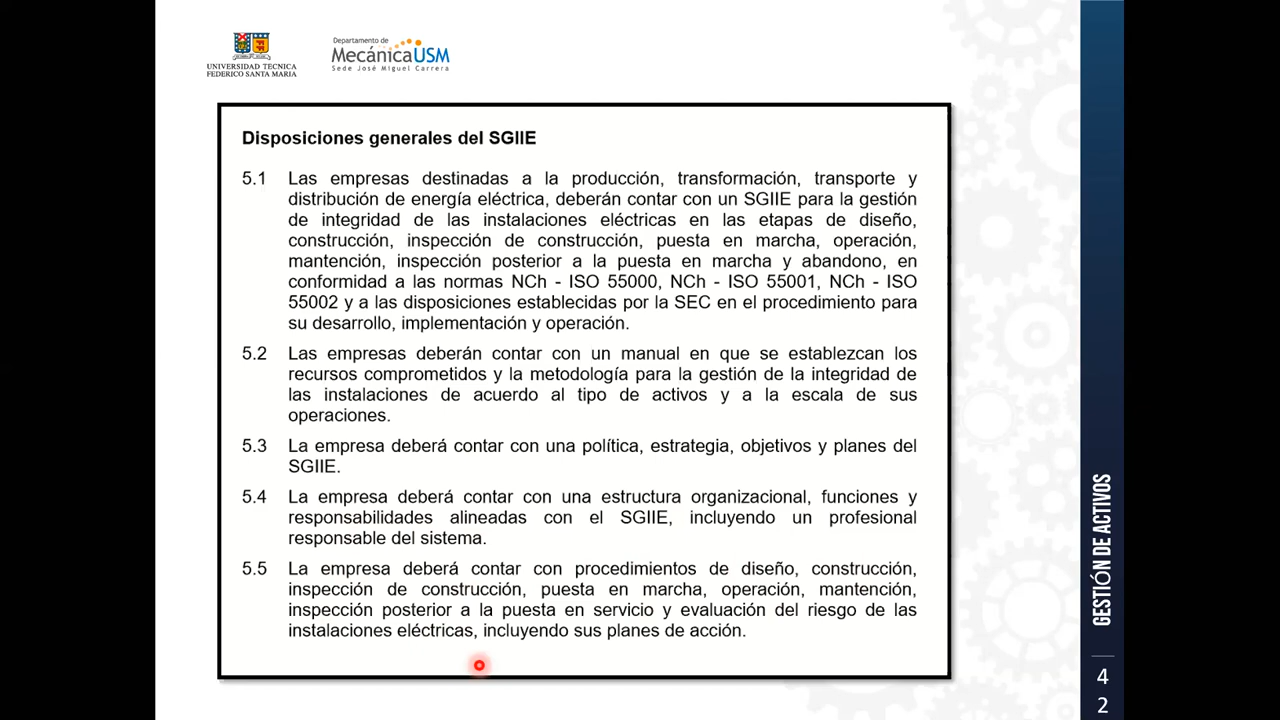 UNIVERSIDAD TECNICA
FEDERICO SANTA MARIA
Departamento de
MecánicaUSM
Sede José Miguel Carrera
Disposiciones generales del SGIIE
5.1 Las empresas destinadas a la producción, transformación, transporte y
distribución de energía eléctrica, deberán contar con un SGIIE para la gestión
de integridad de las instalaciones eléctricas en las etapas de diseño,
construcción, inspección de construcción, puesta en marcha, operación,
mantención, inspección posterior a la puesta en marcha y abandono, en
conformidad a las normas NCh - ISO 55000, NCh - ISO 55001, NCh - ISO
55002 y a las disposiciones establecidas por la SEC en el procedimiento para
su desarrollo, implementación y operación.
5.2 Las empresas deberán contar con un manual en que se establezcan los
recursos comprometidos y la metodología para la gestión de la integridad de
las instalaciones de acuerdo al tipo de activos y a la escala de sus
operaciones.
5.3 La empresa deberá contar con una política, estrategia, objetivos y planes del
SGIIE.
5.4 La empresa deberá contar con una estructura organizacional, funciones y
responsabilidades alineadas con el SGIIE, incluyendo un profesional
responsable del sistema.
5.5 La empresa deberá contar con procedimientos de diseño, construcción,
inspección de construcción, puesta en marcha, operación, mantención,
inspección posterior a la puesta en servicio y evaluación del riesgo de las
instalaciones eléctricas, incluyendo sus planes de acción.
GESTIÓN DE ACTIVOS
4
2